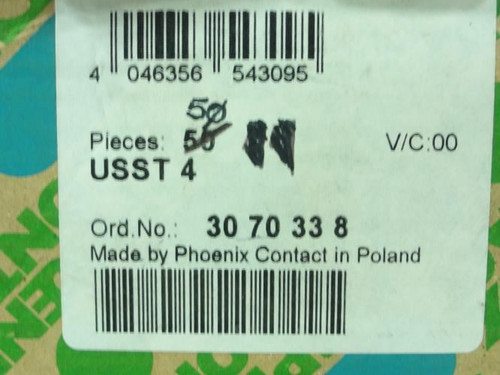 4 046356 543095
50
Pieces: V/C:00
USST 4
Ord.No.: 30 70 33 8
Made by Phoenix Contact in Poland